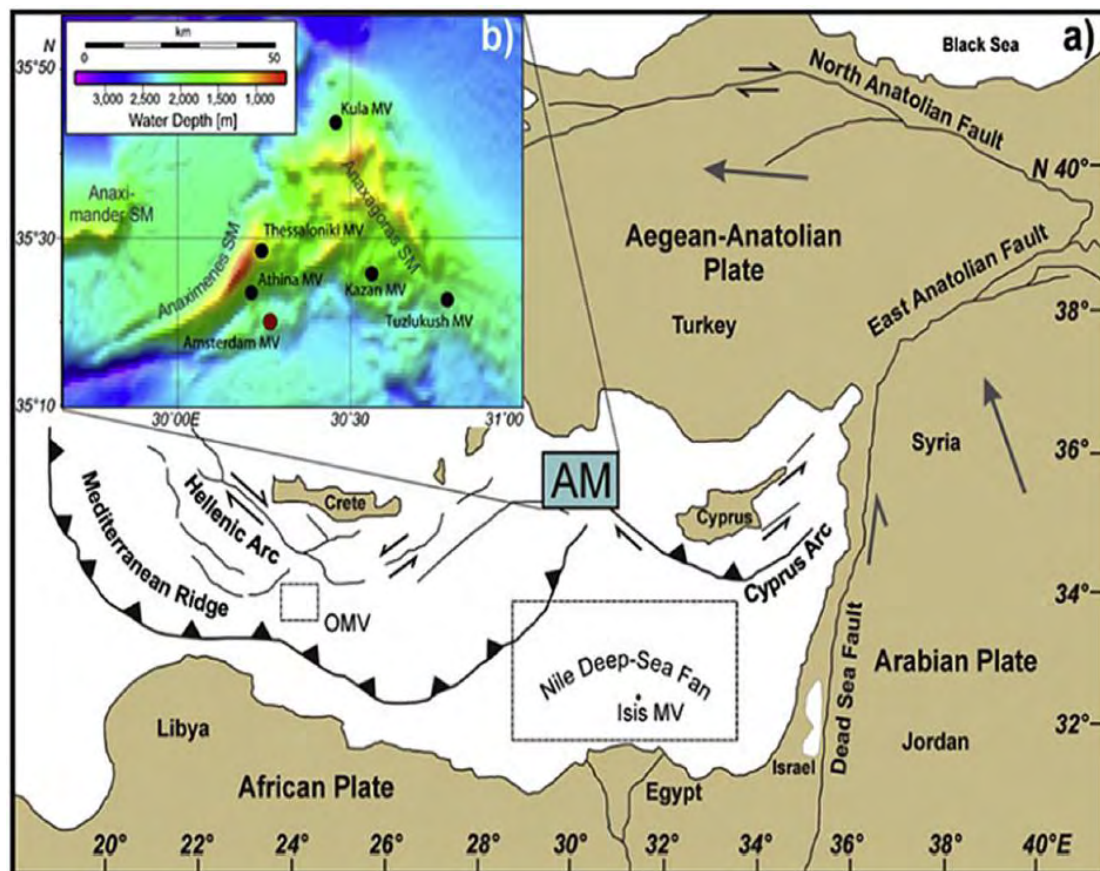 km
0
50
3,000 2,500 2,000 1,500 1,000
Water Depth [m]
b)
N
35°50
35°30
35°10
30°00E
30°30
31°00
Kula MV
Anaxi-
mander SM
Anaximenes SM
Anaxagoras SM
Thessaloniki MV
Athina MV
Kazan MV
Tuzlukush MV
Amsterdam MV
a)
Black Sea
North Anatolian Fault
N 40°
Aegean-Anatolian
Plate
East Anatolian Fault
Turkey
38°
Syria
36°
AM
Crete
Cyprus
Hellenic Arc
Mediterranean Ridge
Cyprus Arc
34°
OMV
Nile Deep-Sea Fan
Isis MV
Dead Sea Fault
Arabian Plate
32°
Libya
Jordan
Israel
African Plate
Egypt
20° 22° 24° 26° 28° 30° 32° 34° 36° 38° 40°E